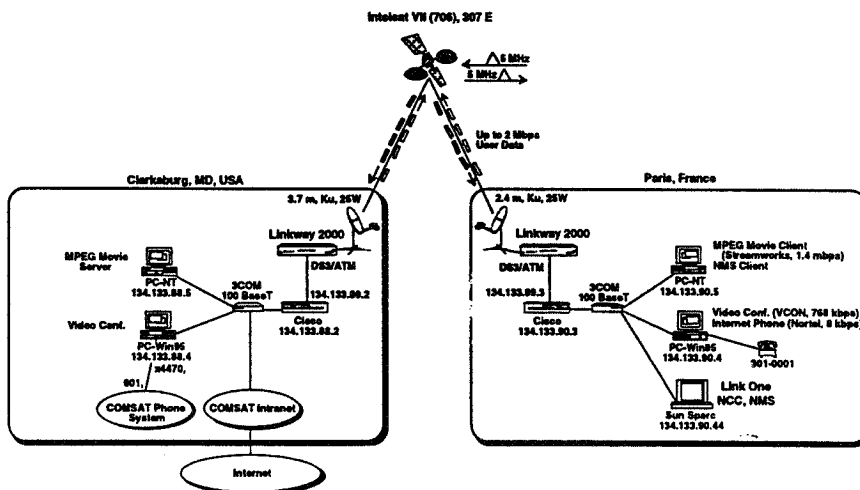 Intelsat VII (706), 307 E
5 MHz
5 MHz
Up to 2 Mbps
User Data
Clarksburg, MD, USA
3.7 m, Ku, 25W
Linkway 2000
DS3/ATM
MPEG Movie
Server
PC-NT
134.133.88.5
3COM
100 BaseT
134.133.99.2
Cisco
134.133.88.2
Video Conf.
PC-Win95
134.133.88.4
x4470,
601,
COMSAT Phone
System
COMSAT Intranet
Internet
Paris, France
2.4 m, Ku, 25W
Linkway 2000
DS3/ATM
134.133.99.3
Cisco
134.133.90.3
3COM
100 BaseT
MPEG Movie Client
(Streamworks, 1.4 mbps)
NMS Client
PC-NT
134.133.90.5
Video Conf. (VCON, 768 kbps)
Internet Phone (Nortel, 8 kbps)
PC-Win95
134.133.90.4
301-0001
Link One
NCC, NMS
Sun Sparc
134.133.90.44